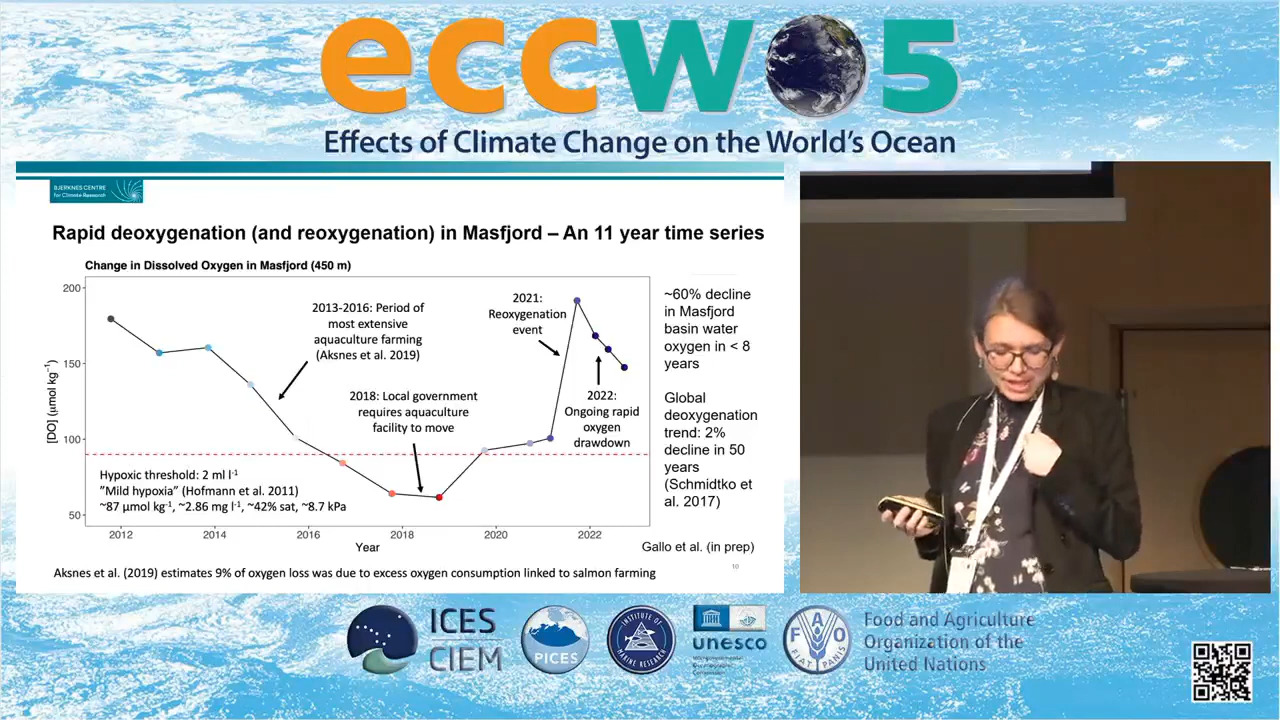 eccwo5
Effects of Climate Change on the World's Ocean
BJERKNES CENTRE
for Climate Research
Rapid deoxygenation (and reoxygenation) in Masfjord – An 11 year time series
Change in Dissolved Oxygen in Masfjord (450 m)
[DO] (μmol kg⁻¹)
200
150
100
50
2013-2016: Period of
most extensive
aquaculture farming
(Aksnes et al. 2019)
2018: Local government
requires aquaculture
facility to move
2021:
Reoxygenation
event
2022:
Ongoing rapid
oxygen
drawdown
Hypoxic threshold: 2 ml l⁻¹
"Mild hypoxia" (Hofmann et al. 2011)
~87 μmol kg⁻¹, ~2.86 mg l⁻¹, ~42% sat, ~8.7 kPa
2012
2014
2016
2018
2020
2022
Year
~60% decline
in Masfjord
basin water
oxygen in < 8
years
Global
deoxygenation
trend: 2%
decline in 50
years
(Schmidtko et
al. 2017)
Gallo et al. (in prep)
10
Aksnes et al. (2019) estimates 9% of oxygen loss was due to excess oxygen consumption linked to salmon farming
ICES
CIEM
PICES
INSTITUTE OF
MARINE RESEARCH
unesco
FAO
FIAT PANIS
Food and Agriculture
Organization of the
United Nations